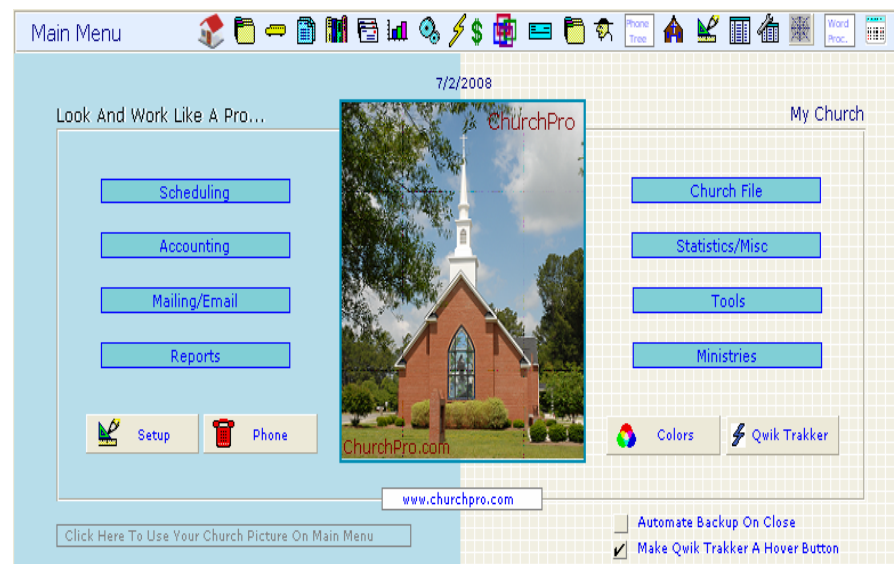 Main Menu
Phone
Tree
Word
Proc.
7/2/2008
Look And Work Like A Pro...
My Church
ChurchPro
Scheduling
Church File
Accounting
Statistics/Misc
Mailing/Email
Tools
Reports
Ministries
Setup
Phone
Colors
Qwik Trakker
ChurchPro.com
www.churchpro.com
Click Here To Use Your Church Picture On Main Menu
Automate Backup On Close
Make Qwik Trakker A Hover Button